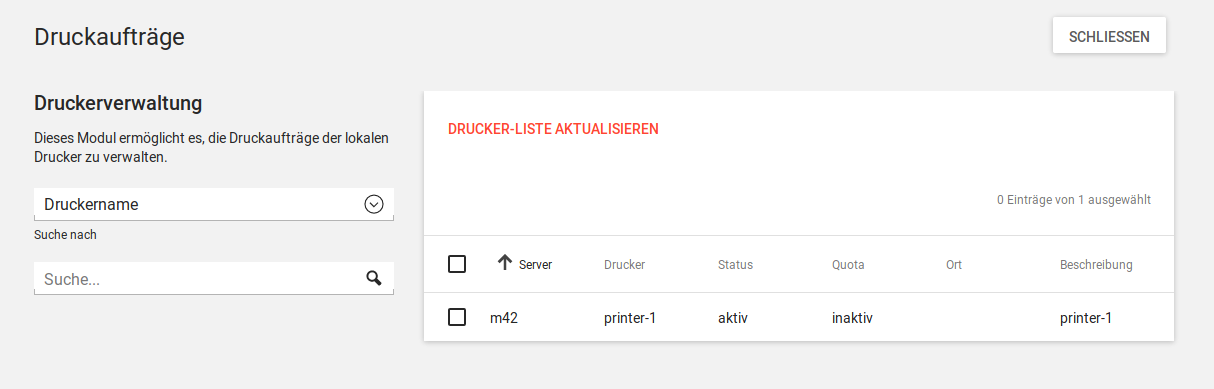 Druckaufträge
SCHLIESSEN
Druckerverwaltung
Dieses Modul ermöglicht es, die Druckaufträge der lokalen
Drucker zu verwalten.
Druckername
Suche nach
Suche...
DRUCKER-LISTE AKTUALISIEREN
0 Einträge von 1 ausgewählt
Server Drucker Status Quota Ort Beschreibung
m42 printer-1 aktiv inaktiv printer-1